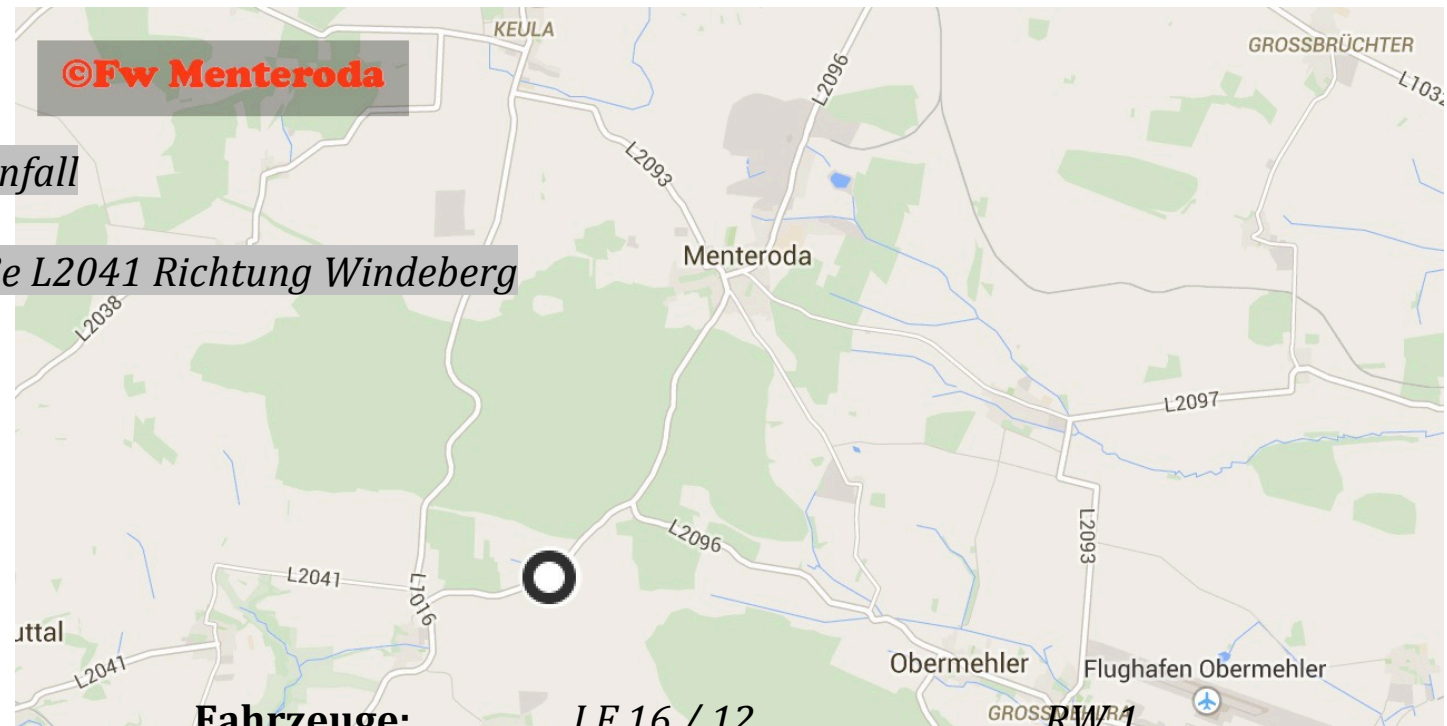 KEULA
GROSSBRÜCHTER
©Fw Menteroda
L2096
L1032
nfall
L2093
Menteroda
e L2041 Richtung Windeberg
L2038
L2097
L2096
L2093
L2041
L1016
uttal
L2041
Obermehler
Flughafen Obermehler
Fahrzeuge: LF 16 / 12 RW 1